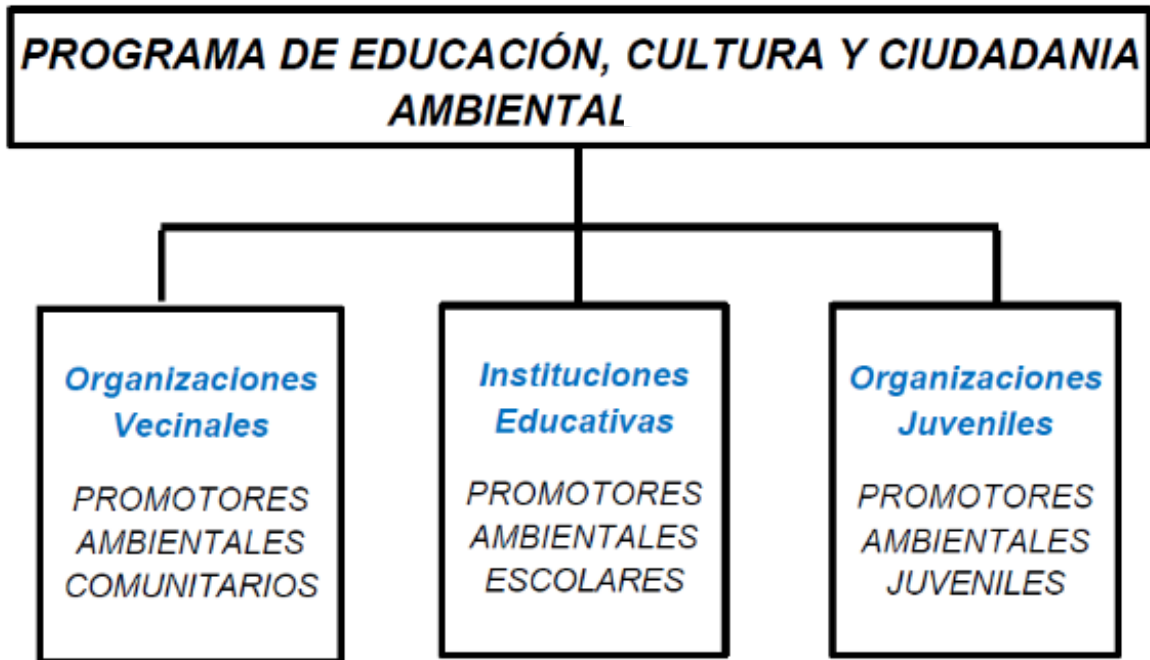 PROGRAMA DE EDUCACIÓN, CULTURA Y CIUDADANIA
AMBIENTAL
Organizaciones
Vecinales
PROMOTORES
AMBIENTALES
COMUNITARIOS
Instituciones
Educativas
PROMOTORES
AMBIENTALES
ESCOLARES
Organizaciones
Juveniles
PROMOTORES
AMBIENTALES
JUVENILES